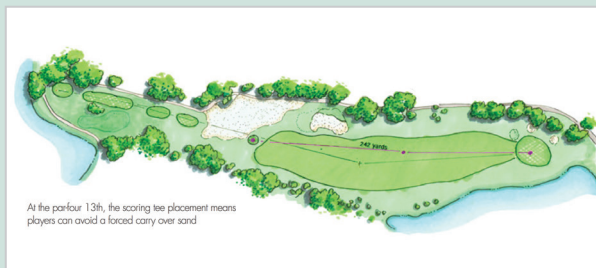 242 Yards
At the par-four 13th, the scoring tee placement means
players can avoid a forced carry over sand